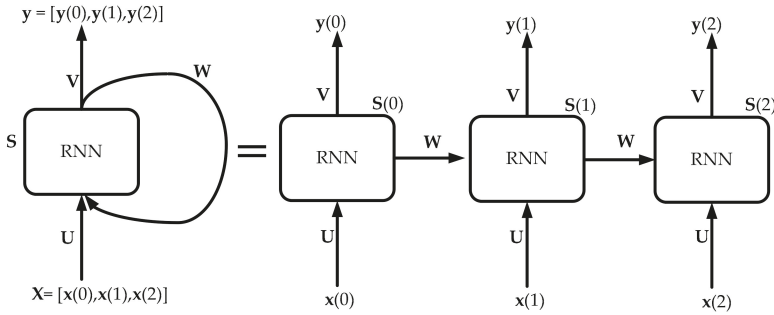 y = [y(0),y(1),y(2)]
V
W
S
RNN
U
X= [x(0),x(1),x(2)]
=
y(0)
V
S(0)
RNN
W
U
x(0)
y(1)
V
S(1)
RNN
W
U
x(1)
y(2)
V
S(2)
RNN
U
x(2)